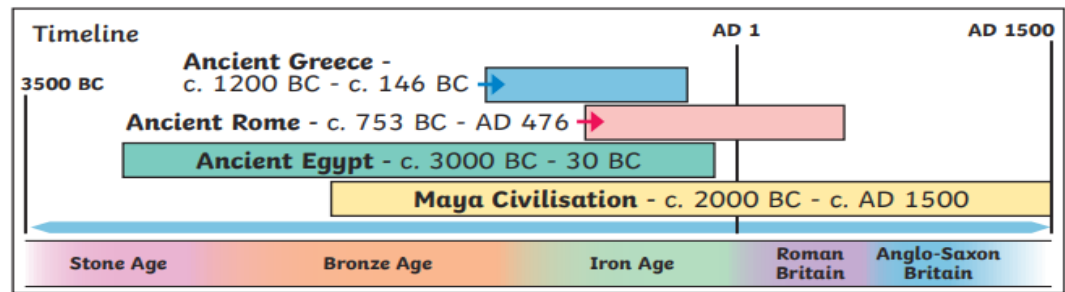 Timeline
AD 1
AD 1500
3500 BC
Ancient Greece -
c. 1200 BC - c. 146 BC
Ancient Rome - c. 753 BC - AD 476
Ancient Egypt - c. 3000 BC - 30 BC
Maya Civilisation - c. 2000 BC - c. AD 1500
Stone Age
Bronze Age
Iron Age
Roman
Britain
Anglo-Saxon
Britain